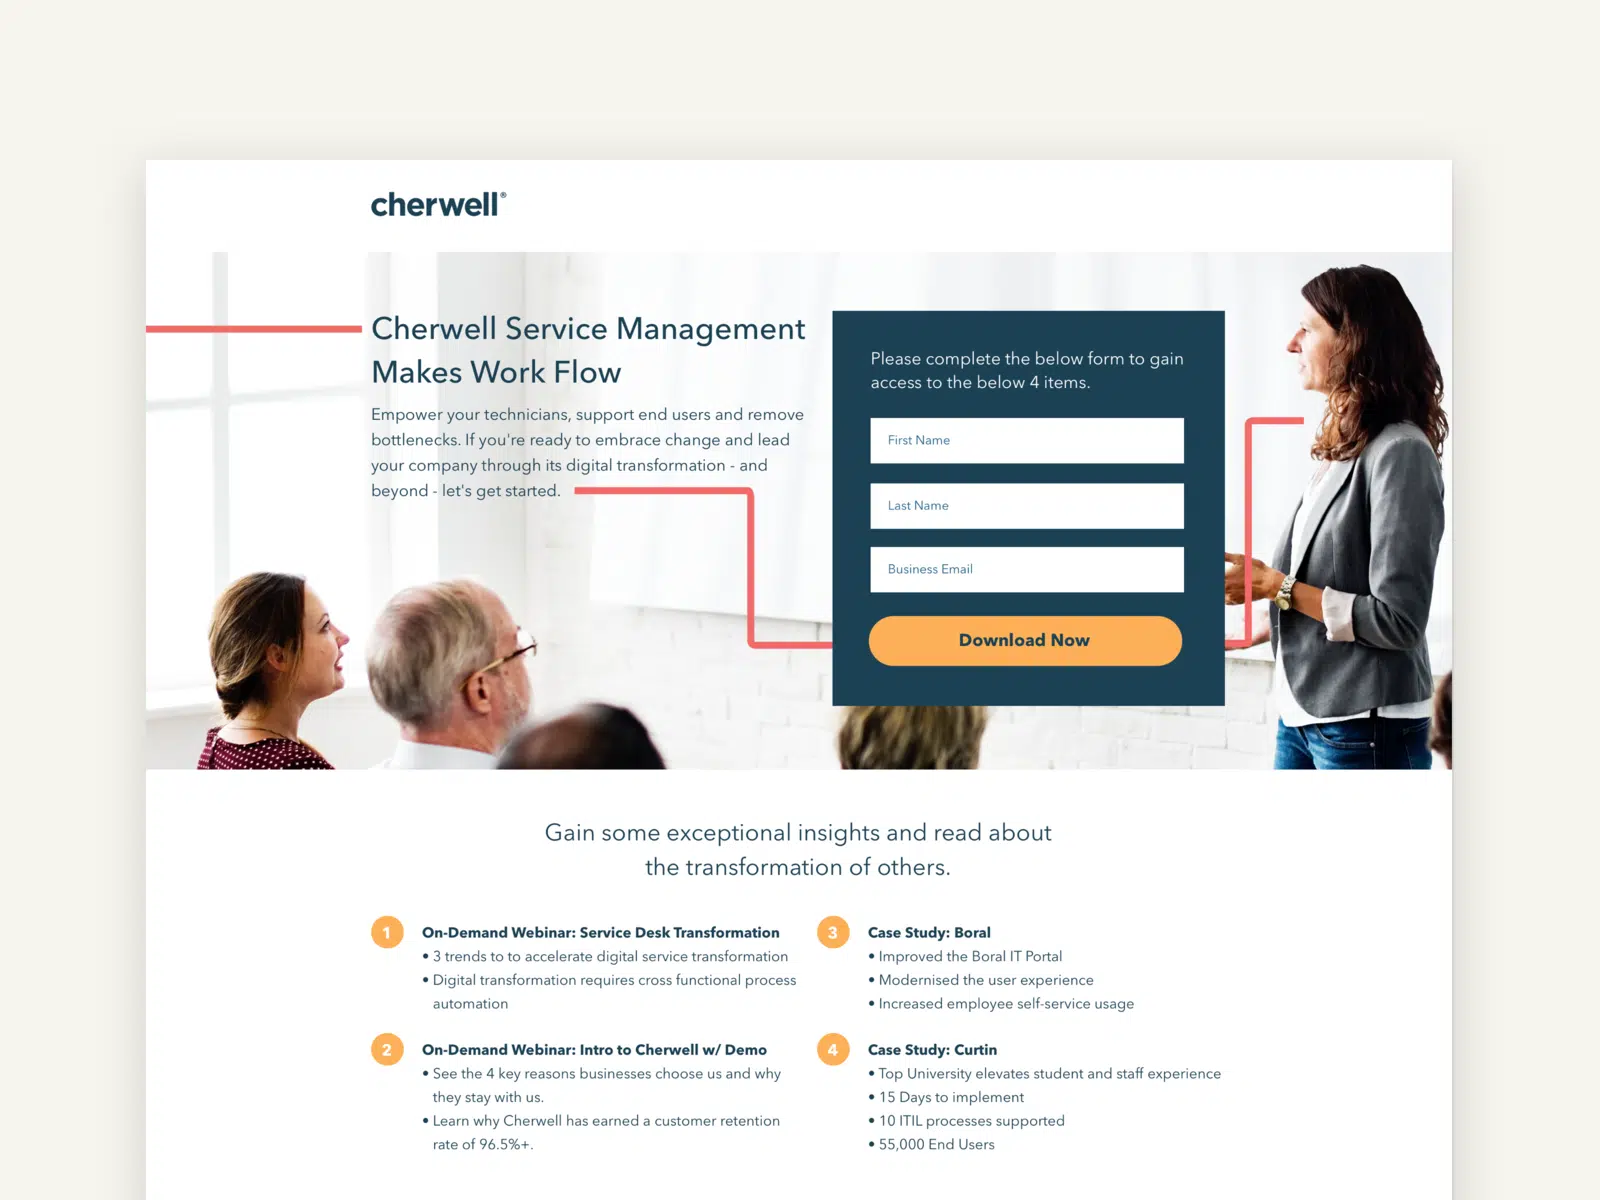 cherwell®
Cherwell Service Management
Makes Work Flow
Empower your technicians, support end users and remove
bottlenecks. If you're ready to embrace change and lead
your company through its digital transformation - and
beyond - let's get started.
Please complete the below form to gain
access to the below 4 items.
First Name
Last Name
Business Email
Download Now
Gain some exceptional insights and read about
the transformation of others.
1 On-Demand Webinar: Service Desk Transformation
• 3 trends to to accelerate digital service transformation
• Digital transformation requires cross functional process
automation
2 On-Demand Webinar: Intro to Cherwell w/ Demo
• See the 4 key reasons businesses choose us and why
they stay with us.
• Learn why Cherwell has earned a customer retention
rate of 96.5%+.
3 Case Study: Boral
• Improved the Boral IT Portal
• Modernised the user experience
• Increased employee self-service usage
4 Case Study: Curtin
• Top University elevates student and staff experience
• 15 Days to implement
• 10 ITIL processes supported
• 55,000 End Users